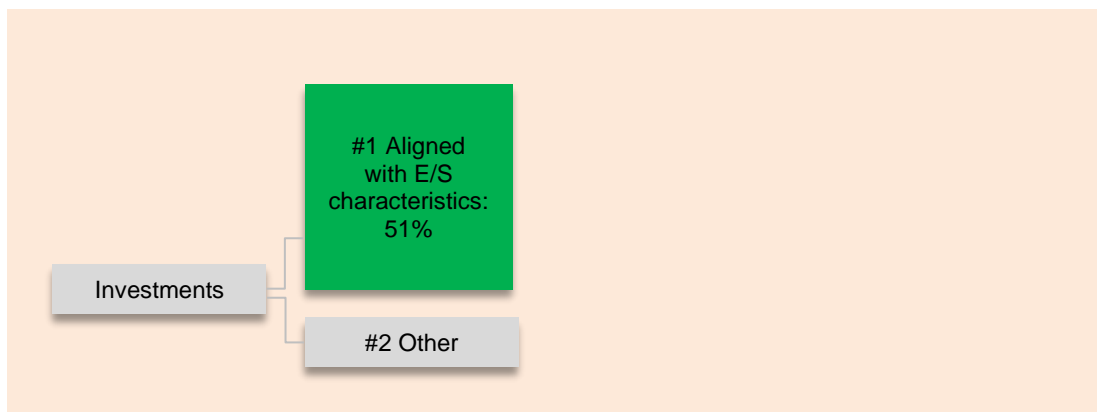 #1 Aligned
with E/S
characteristics:
51%
Investments
#2 Other